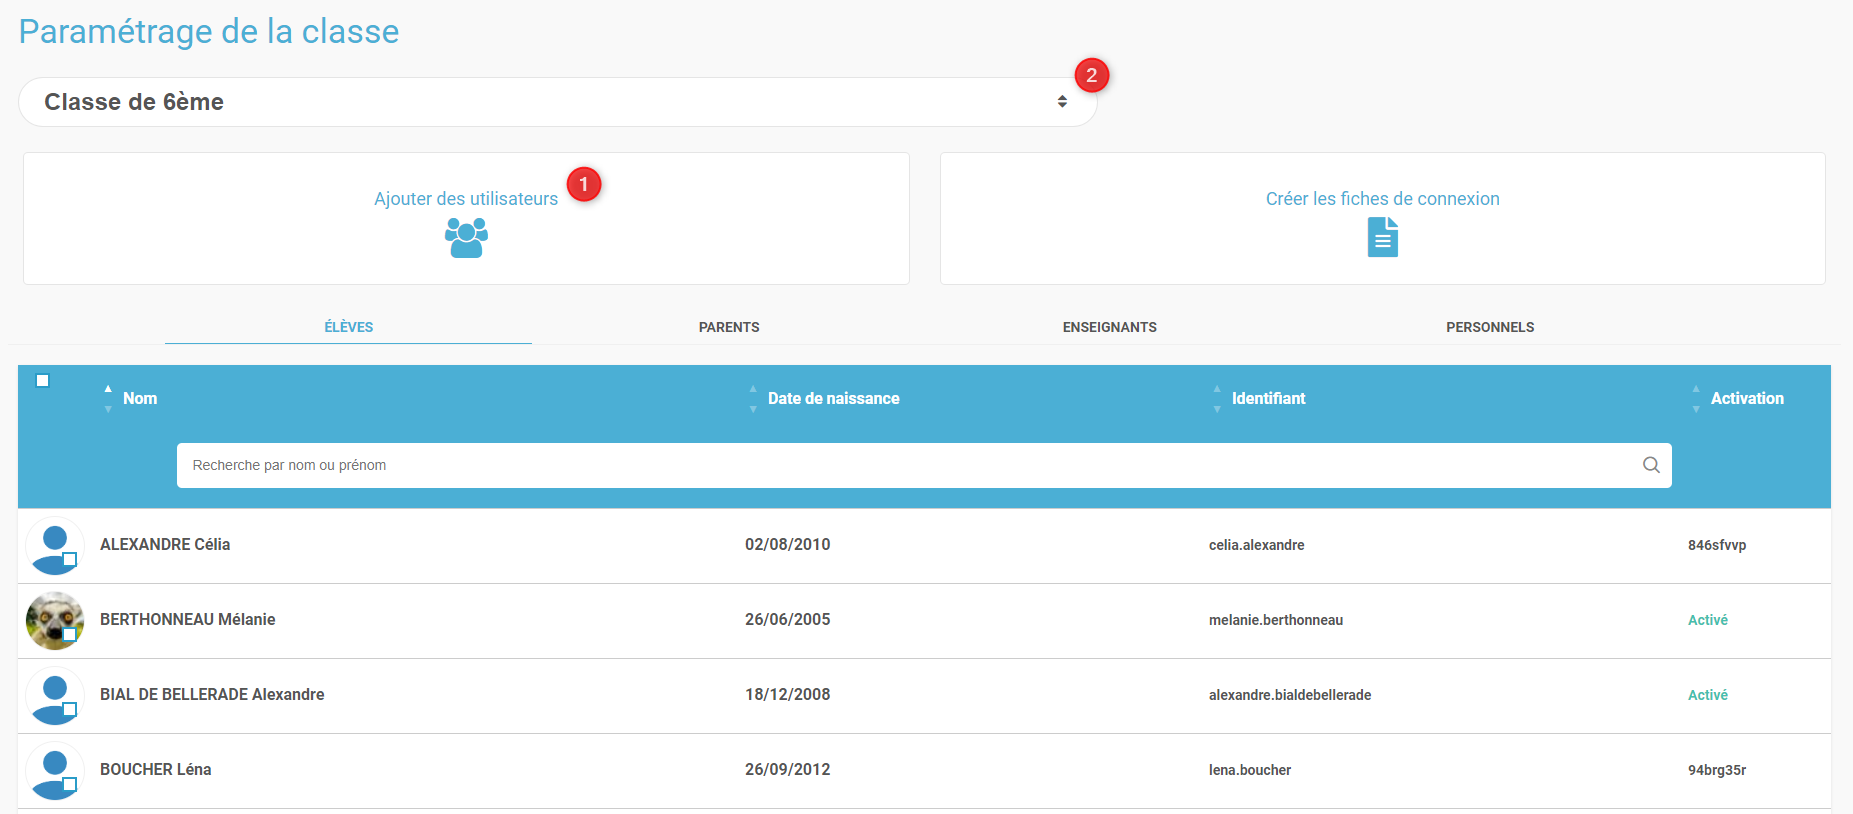 Paramétrage de la classe
2
Classe de 6ème
1
Ajouter des utilisateurs
Créer les fiches de connexion
ÉLÈVES PARENTS ENSEIGNANTS PERSONNELS
Nom Date de naissance Identifiant Activation
Recherche par nom ou prénom
ALEXANDRE Célia 02/08/2010 celia.alexandre 846sfvvp
BERTHONNEAU Mélanie 26/06/2005 melanie.berthonneau Activé
BIAL DE BELLERADE Alexandre 18/12/2008 alexandre.bialdebellerade Activé
BOUCHER Léna 26/09/2012 lena.boucher 94brg35r